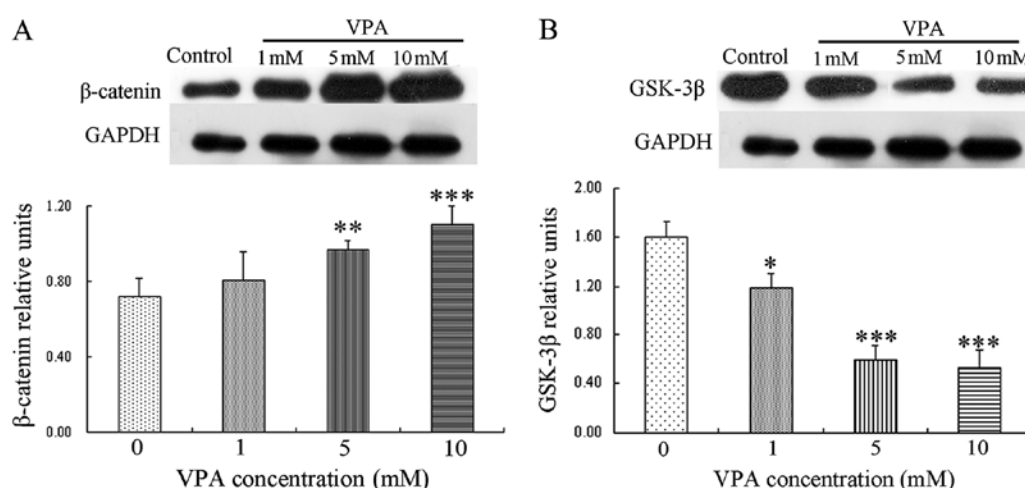 A
VPA
Control 1 mM 5 mM 10 mM
β-catenin
GAPDH
β-catenin relative units
1.20
0.80
0.40
0.00
** ***
0 1 5 10
VPA concentration (mM)
B
VPA
Control 1 mM 5 mM 10 mM
GSK-3β
GAPDH
GSK-3β relative units
2.00
1.60
1.20
0.80
0.40
0.00
* *** ***
0 1 5 10
VPA concentration (mM)